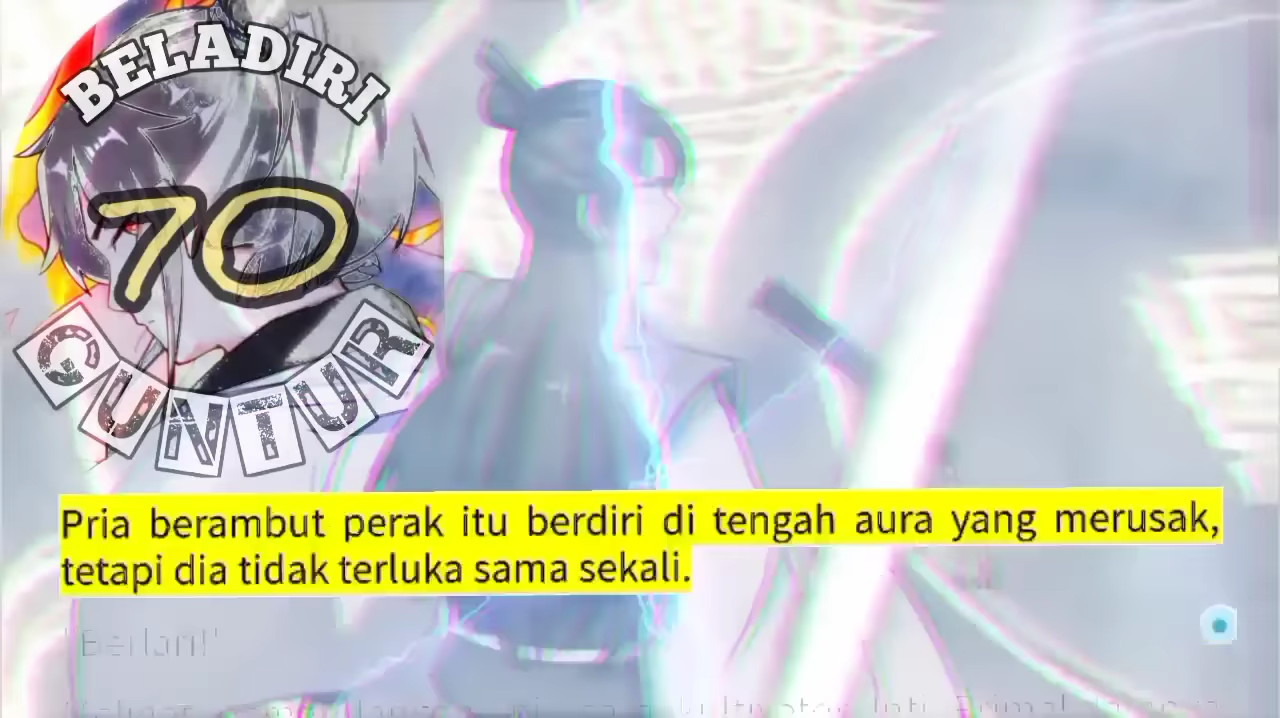 BELADIRI
70
GUNTUR
Pria berambut perak itu berdiri di tengah aura yang merusak,
tetapi dia tidak terluka sama sekali.